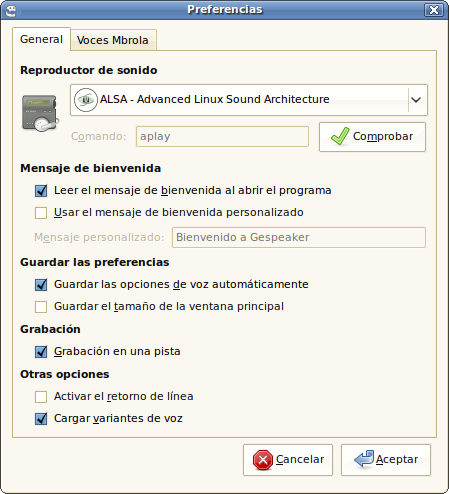 Preferencias
General Voces Mbrola
Reproductor de sonido
ALSA - Advanced Linux Sound Architecture
Comando: aplay Comprobar
Mensaje de bienvenida
Leer el mensaje de bienvenida al abrir el programa
Usar el mensaje de bienvenida personalizado
Mensaje personalizado: Bienvenido a Gespeaker
Guardar las preferencias
Guardar las opciones de voz automáticamente
Guardar el tamaño de la ventana principal
Grabación
Grabación en una pista
Otras opciones
Activar el retorno de línea
Cargar variantes de voz
Cancelar Aceptar